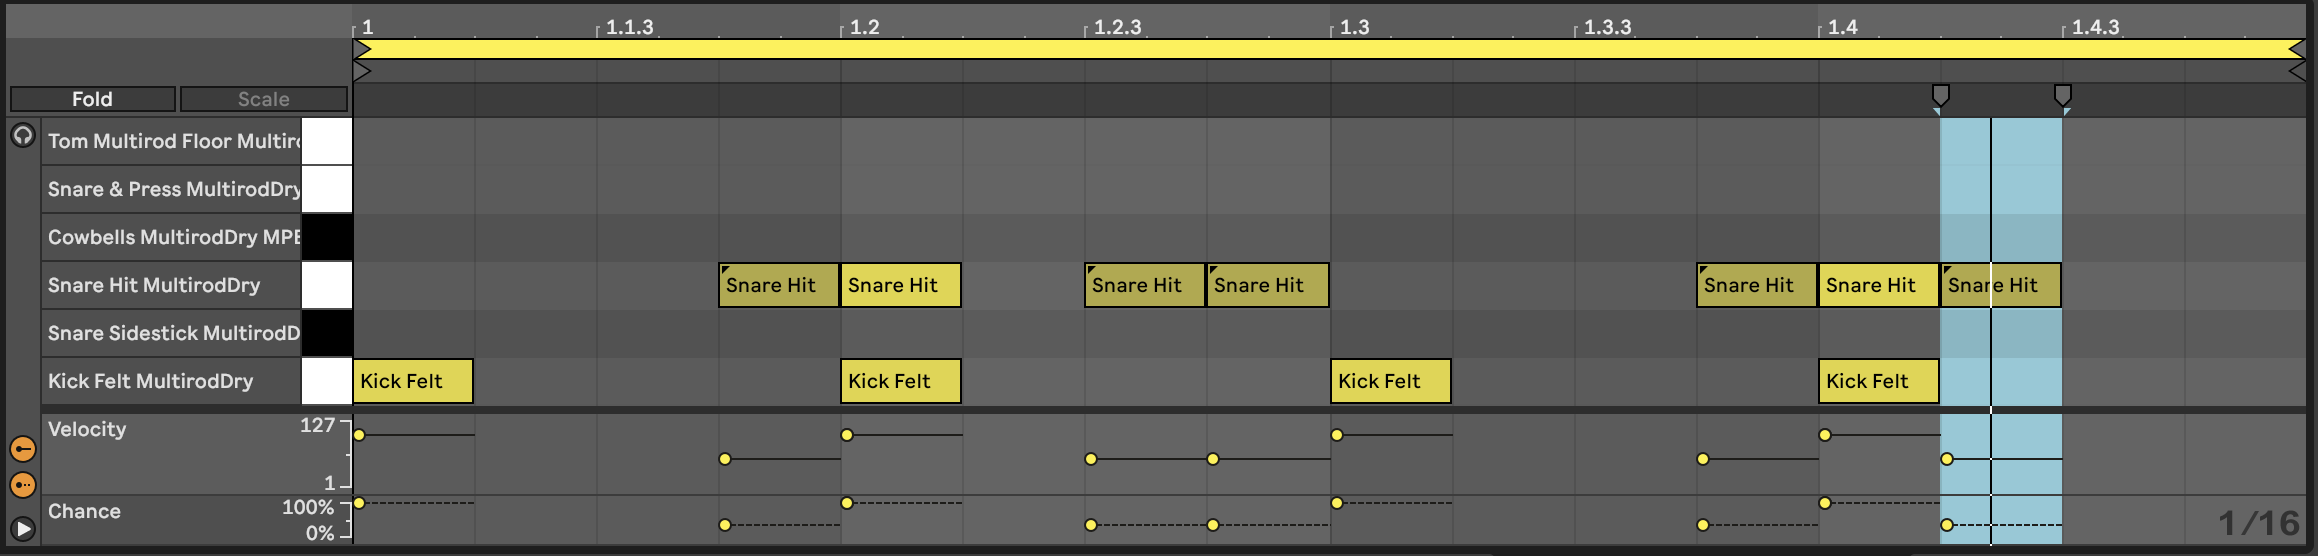 1 1.1.3 1.2 1.2.3 1.3 1.3.3 1.4 1.4.3
Fold Scale
Tom Multirod Floor Multiro
Snare & Press MultirodDry
Cowbells MultirodDry MPE
Snare Hit MultirodDry Snare Hit Snare Hit Snare Hit Snare Hit Snare Hit Snare Hit Snare Hit
Snare Sidestick MultirodD
Kick Felt MultirodDry Kick Felt Kick Felt Kick Felt Kick Felt
Velocity 127
1
Chance 100%
0%
1/16